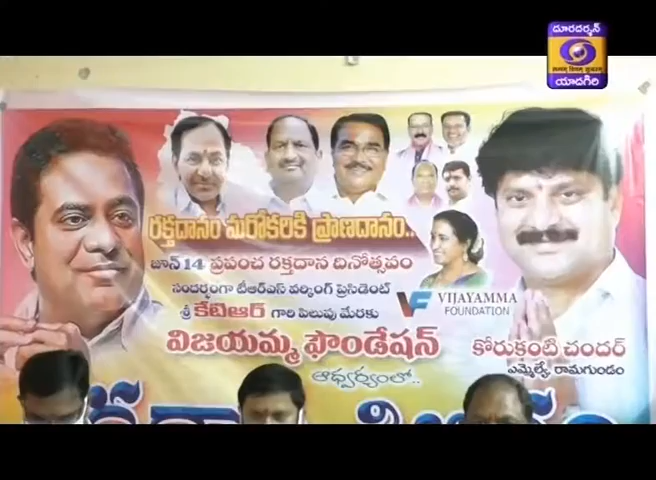 దూరదర్శన్
యాదగిరి
రక్తదానం మరోకరికి ప్రాణదానం...
జూన్ 14 ప్రపంచ రక్తదాన దినోత్సవం
సందర్భంగా టీఆర్ఎస్ వర్కింగ్ ప్రెసిడెంట్
శ్రీ కేటిఆర్ గారి పిలుపు మేరకు
విజయమ్మ ఫౌండేషన్
ఆధ్వర్యంలో..
VF VIJAYAMMA
FOUNDATION
కోరుకంటి చందర్
ఎమ్మెల్యే, రామగుండం